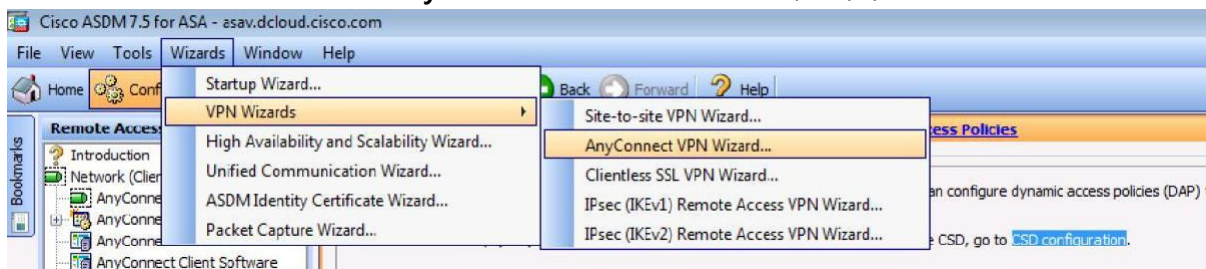 Cisco ASDM 7.5 for ASA - asav.dcloud.cisco.com
File View Tools Wizards Window Help
Home Conf Back Forward Help
Startup Wizard...
VPN Wizards
High Availability and Scalability Wizard...
Unified Communication Wizard...
ASDM Identity Certificate Wizard...
Packet Capture Wizard...
Site-to-site VPN Wizard...
AnyConnect VPN Wizard...
Clientless SSL VPN Wizard...
IPsec (IKEv1) Remote Access VPN Wizard...
IPsec (IKEv2) Remote Access VPN Wizard...
Bookmarks
Remote Acces
Introduction
Network (Clien
AnyConne
AnyConne
AnyConne
AnyConnect Client Software
ess Policies
an configure dynamic access policies (DAP)
CSD, go to CSD configuration.